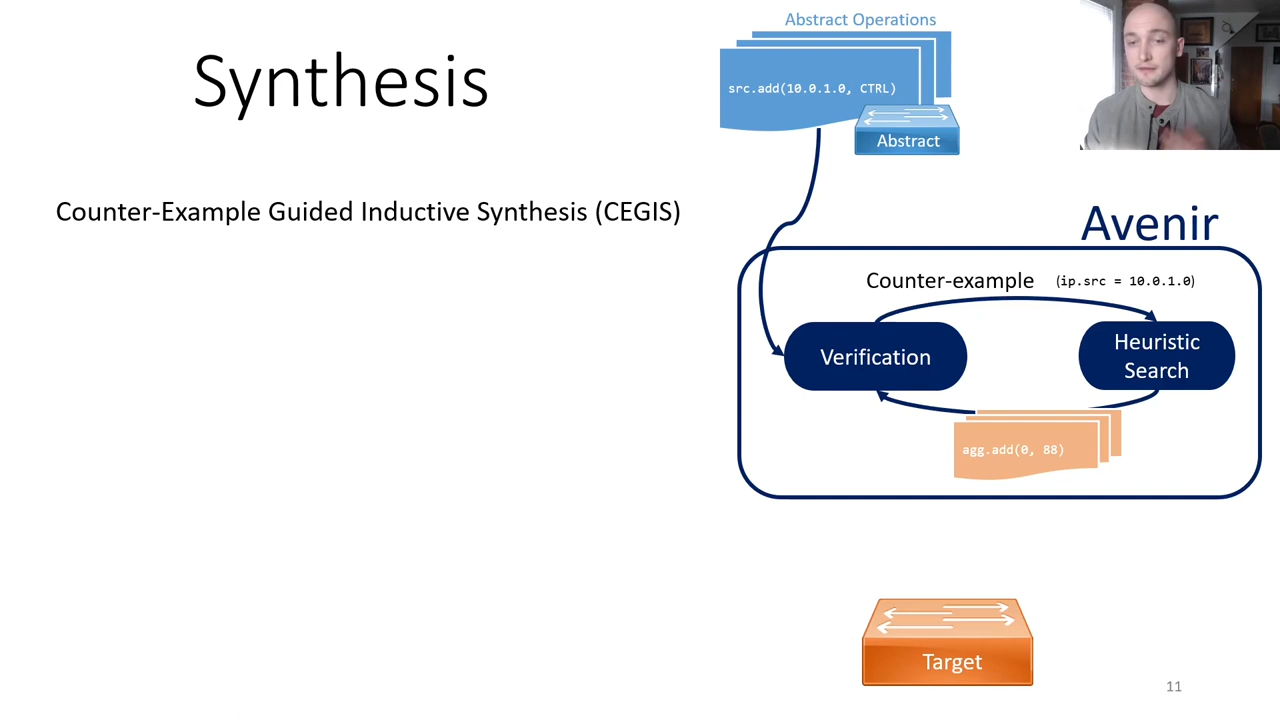 Synthesis
Abstract Operations
src.add(10.0.1.0, CTRL)
Abstract
Counter-Example Guided Inductive Synthesis (CEGIS)
Avenir
Counter-example (ip.src = 10.0.1.0)
Verification
Heuristic
Search
agg.add(0, 88)
Target
11